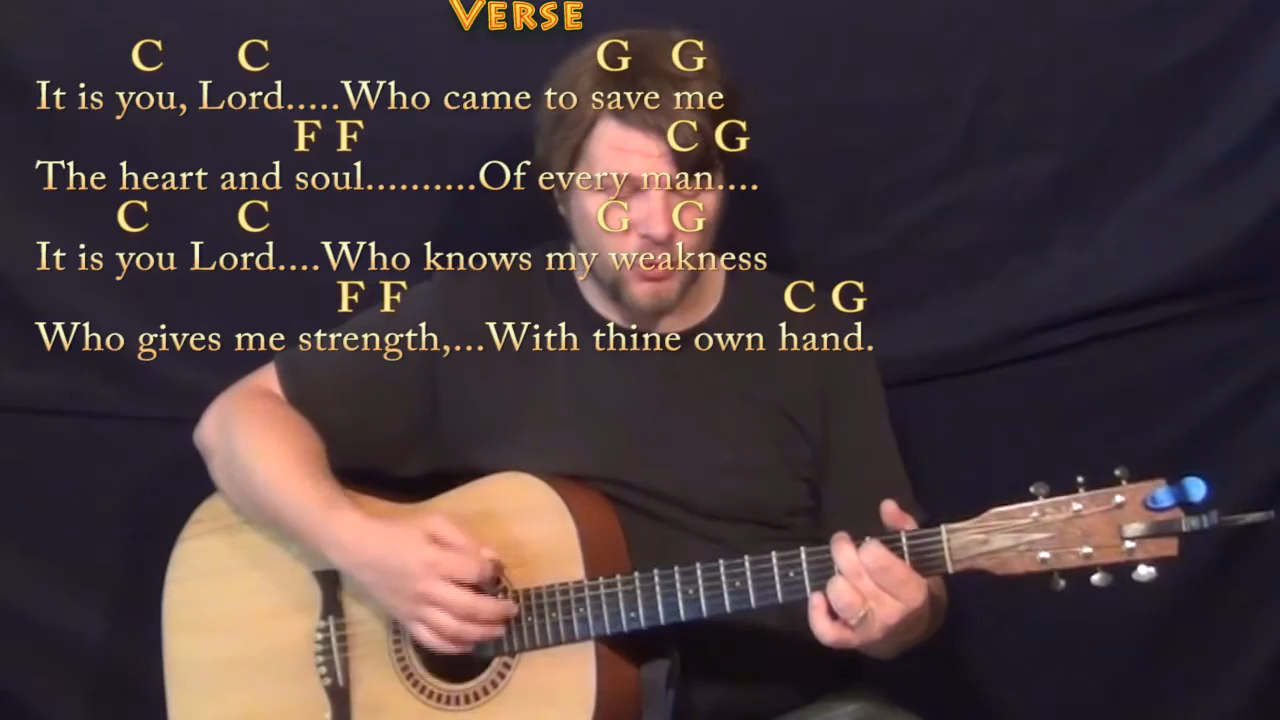 VERSE
C C G G
It is you, Lord.....Who came to save me
F F C G
The heart and soul..........Of every man....
C C G G
It is you Lord....Who knows my weakness
F F C G
Who gives me strength,...With thine own hand.